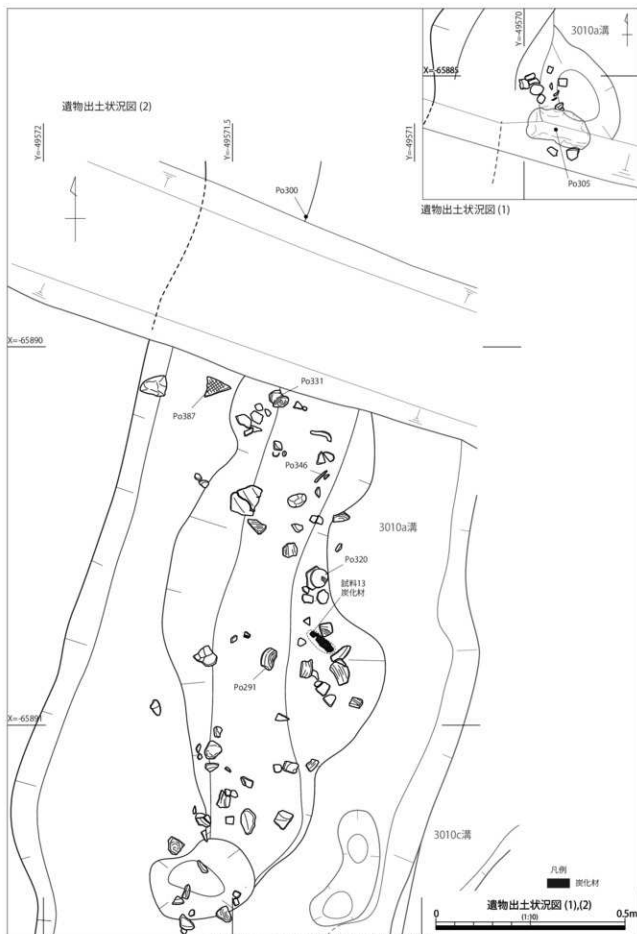 遺物出土状況図 (2)
Y=-49572
Y=-49571.5
Po300
Y=-49571
Y=-49570
3010a溝
X=-65885
Po305
遺物出土状況図 (1)
X=-65890
Po331
Po387
Po346
3010a溝
Po320
試料13
炭化材
Po291
X=-65891
3010c溝
凡例
炭化材
遺物出土状況図 (1),(2)
0 (1:10) 0.5m